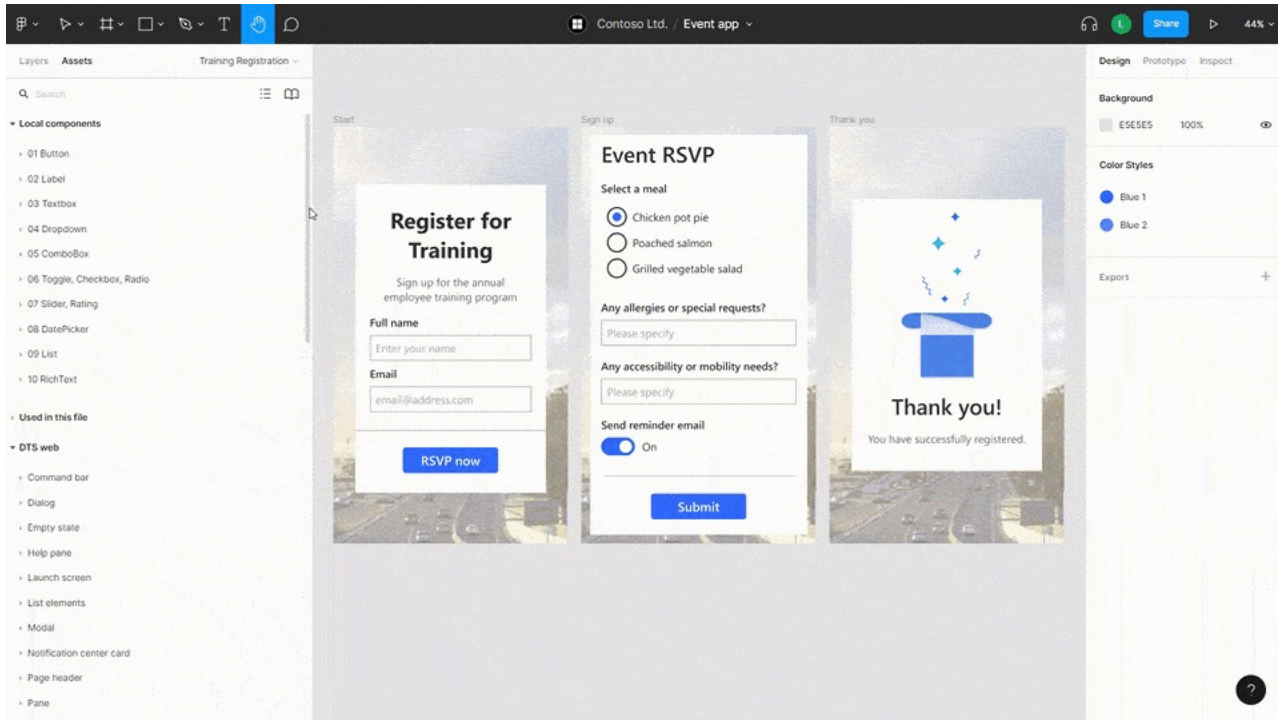 Contoso Ltd. / Event app
L
Share
44%
Layers Assets Training Registration
Search
Local components
01 Button
02 Label
03 Textbox
04 Dropdown
05 ComboBox
06 Toggle, Checkbox, Radio
07 Slider, Rating
08 DatePicker
09 List
10 RichText
Used in this file
DTS web
Command bar
Dialog
Empty state
Help pane
Launch screen
List elements
Modal
Notification center card
Page header
Pane
Start
Register for
Training
Sign up for the annual
employee training program
Full name
Enter your name
Email
email@address.com
RSVP now
Sign up
Event RSVP
Select a meal
Chicken pot pie
Poached salmon
Grilled vegetable salad
Any allergies or special requests?
Please specify
Any accessibility or mobility needs?
Please specify
Send reminder email
On
Submit
Thank you
Thank you!
You have successfully registered.
Design Prototype Inspect
Background
E5E5E5 100%
Color Styles
Blue 1
Blue 2
Export
?